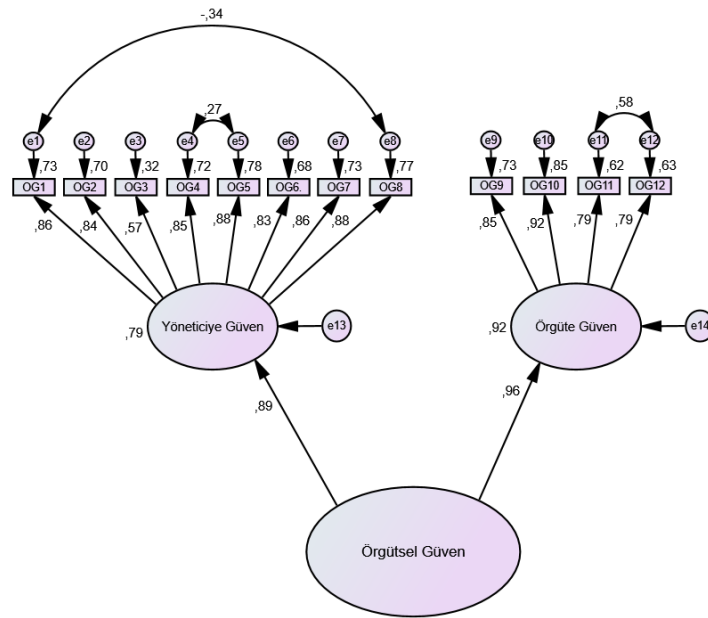 -,34
,27
,58
e1 e2 e3 e4 e5 e6 e7 e8 e9 e10 e11 e12
,73 ,70 ,32 ,72 ,78 ,68 ,73 ,77 ,73 ,85 ,62 ,63
OG1 OG2 OG3 OG4 OG5 OG6. OG7 OG8 OG9 OG10 OG11 OG12
,86 ,84 ,57 ,85 ,88 ,83 ,86 ,88 ,85 ,92 ,79 ,79
,79 Yöneticiye Güven e13 ,92 Örgüte Güven e14
,89 ,96
Örgütsel Güven